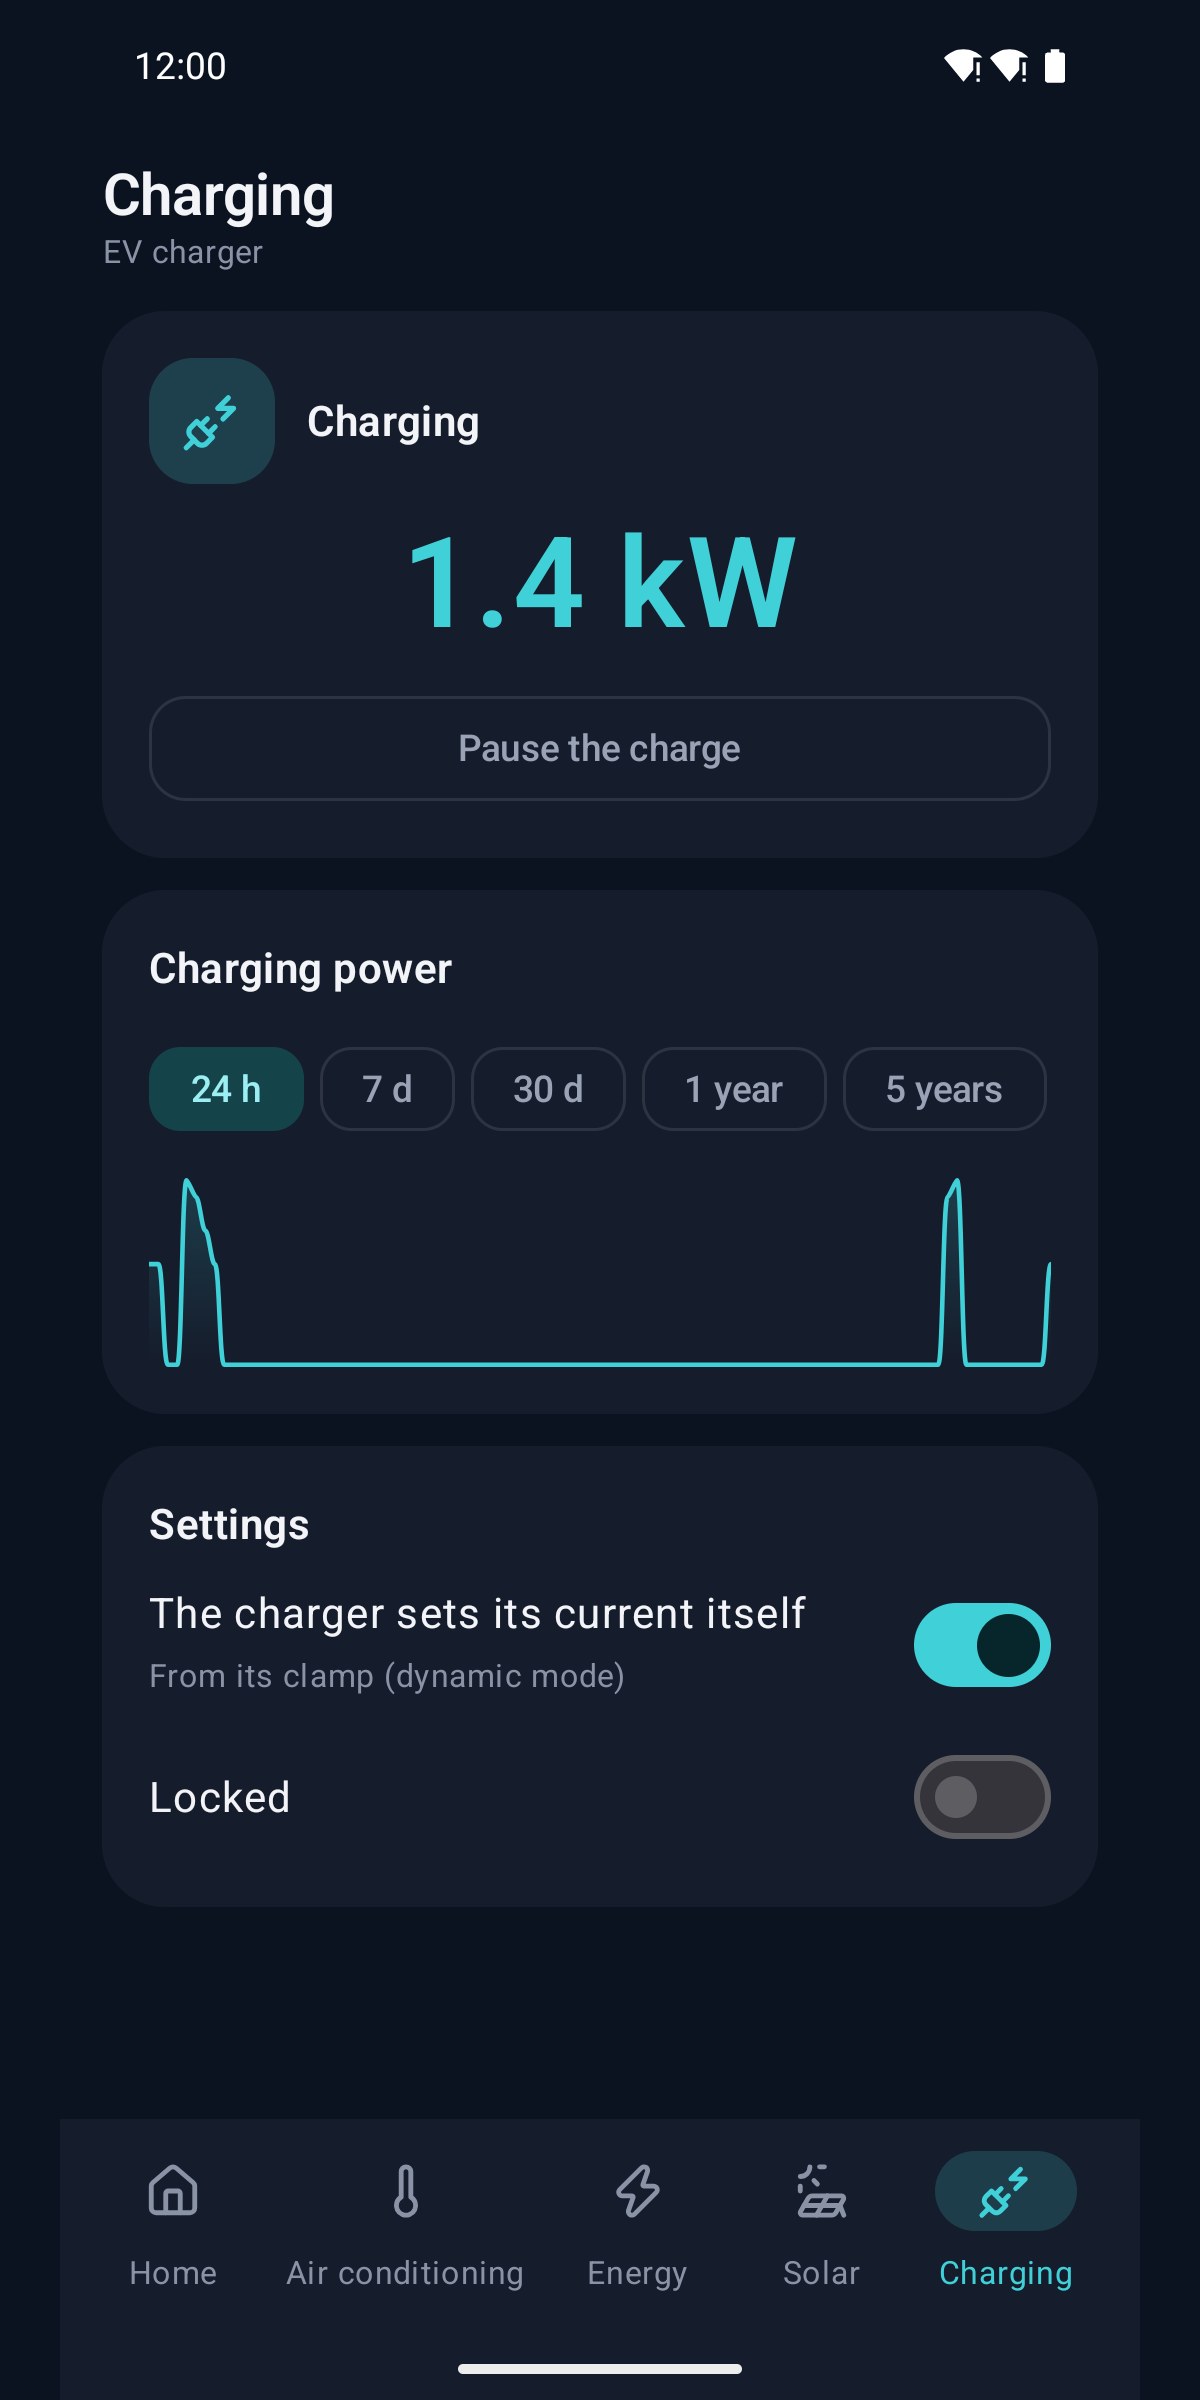 12:00
Charging
EV charger
Charging
1.4 kW
Pause the charge
Charging power
24 h
7 d
30 d
1 year
5 years
Settings
The charger sets its current itself
From its clamp (dynamic mode)
Locked
Home
Air conditioning
Energy
Solar
Charging